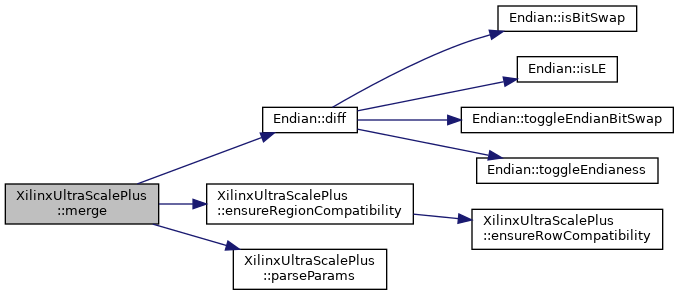 Endian::isBitSwap
Endian::isLE
Endian::diff
Endian::toggleEndianBitSwap
Endian::toggleEndianess
XilinxUltraScalePlus
::merge
XilinxUltraScalePlus
::ensureRegionCompatibility
XilinxUltraScalePlus
::ensureRowCompatibility
XilinxUltraScalePlus
::parseParams